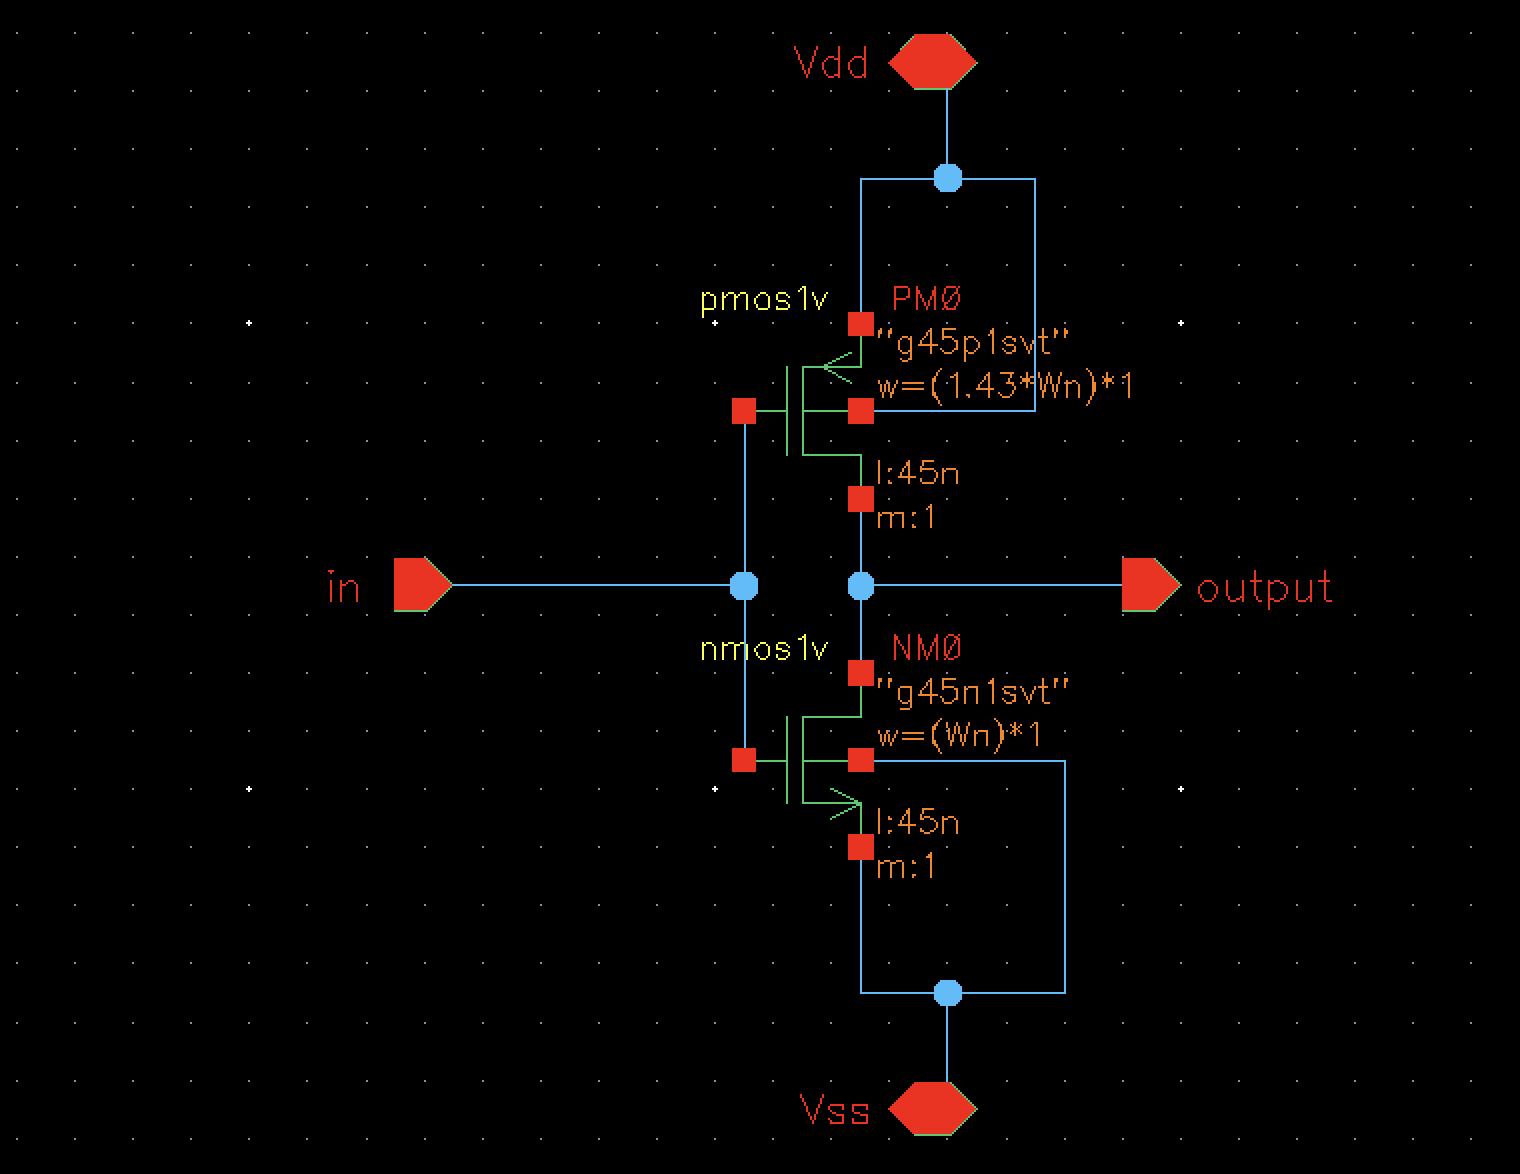 Vdd
pmos1v
PM0
"g45p1svt"
w=(1.43*Wn)*1
l:45n
m:1
in
output
nmos1v
NM0
"g45n1svt"
w=(Wn)*1
l:45n
m:1
Vss